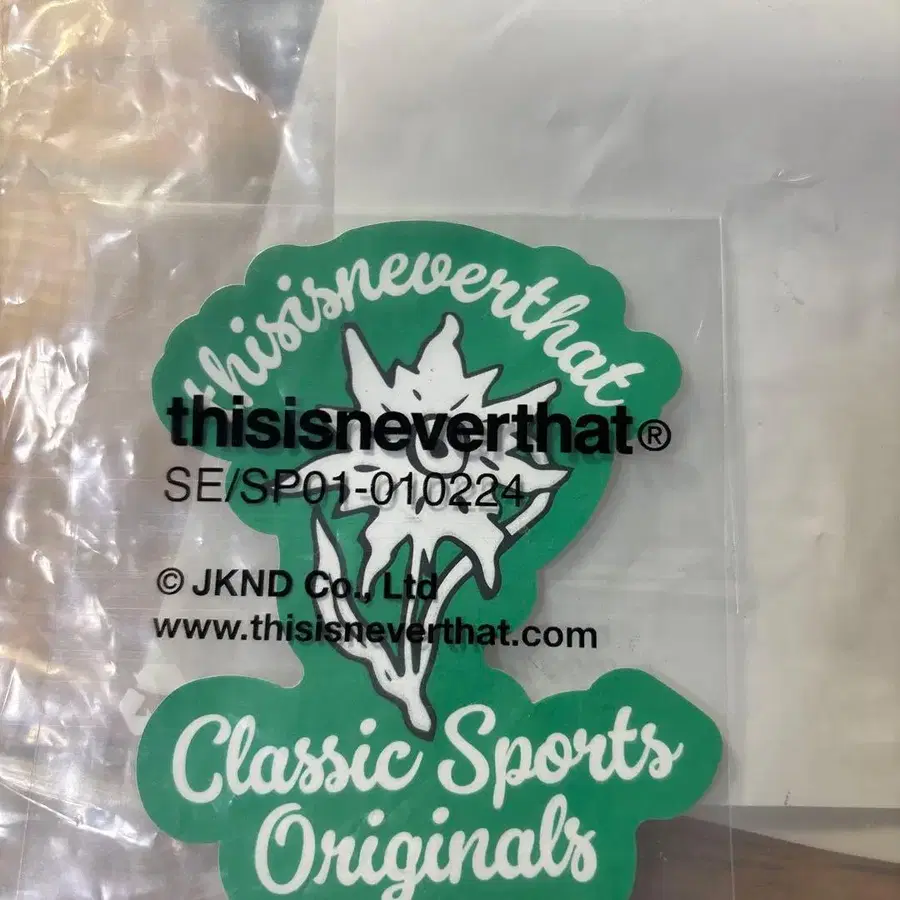 thisisneverthat
thisisneverthat®
SE/SP01-010224
© JKND Co., Ltd
www.thisisneverthat.com
Classic Sports
Originals